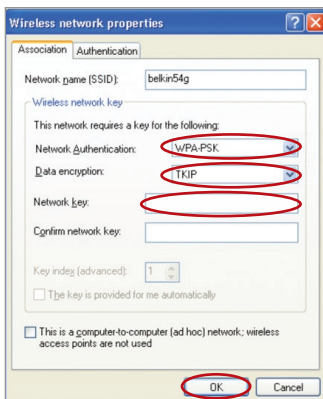 Wireless network properties
Association Authentication
Network name (SSID): belkin54g
Wireless network key
This network requires a key for the following:
Network Authentication: WPA-PSK
Data encryption: TKIP
Network key:
Confirm network key:
Key index (advanced): 1
The key is provided for me automatically
This is a computer-to-computer (ad hoc) network; wireless
access points are not used
OK Cancel